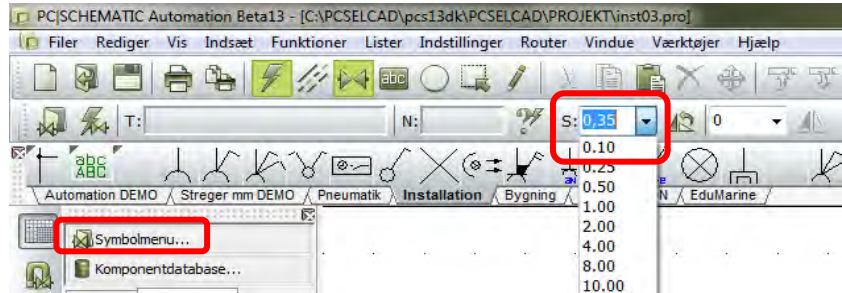 PC|SCHEMATIC Automation Beta13 - [C:\PCSELCAD\pcs13dk\PCSELCAD\PROJEKT\inst03.pro]
Filer Rediger Vis Indsæt Funktioner Lister Indstillinger Router Vindue Værktøjer Hjælp
abc
T: N: S: 0,35 0
abc
ABC
0.10
0.25
0.50
1.00
2.00
4.00
8.00
10.00
Automation DEMO Streger mm DEMO Pneumatik Installation Bygning N EduMarine
Symbolmenu...
Komponentdatabase...